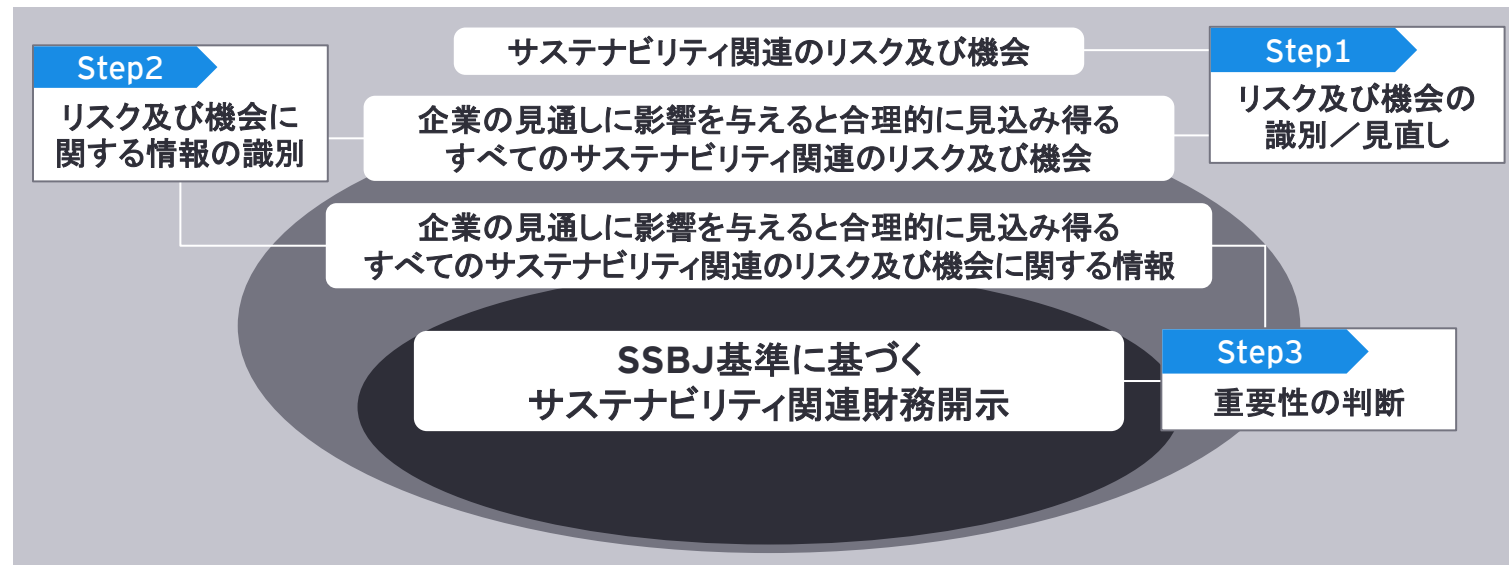 サステナビリティ関連のリスク及び機会
Step1
リスク及び機会の
識別／見直し
Step2
リスク及び機会に
関する情報の識別
企業の見通しに影響を与えると合理的に見込み得る
すべてのサステナビリティ関連のリスク及び機会
企業の見通しに影響を与えると合理的に見込み得る
すべてのサステナビリティ関連のリスク及び機会に関する情報
SSBJ基準に基づく
サステナビリティ関連財務開示
Step3
重要性の判断